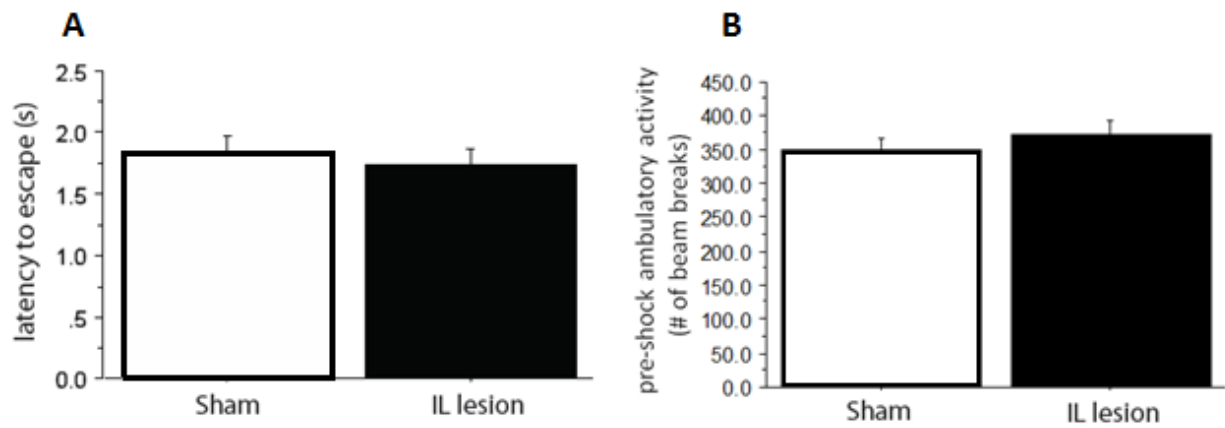 A
latency to escape (s)
2.5
2.0
1.5
1.0
.5
0.0
Sham
IL lesion
B
pre-shock ambulatory activity
(# of beam breaks)
450.0
400.0
350.0
300.0
250.0
200.0
150.0
100.0
50.0
0.0
Sham
IL lesion